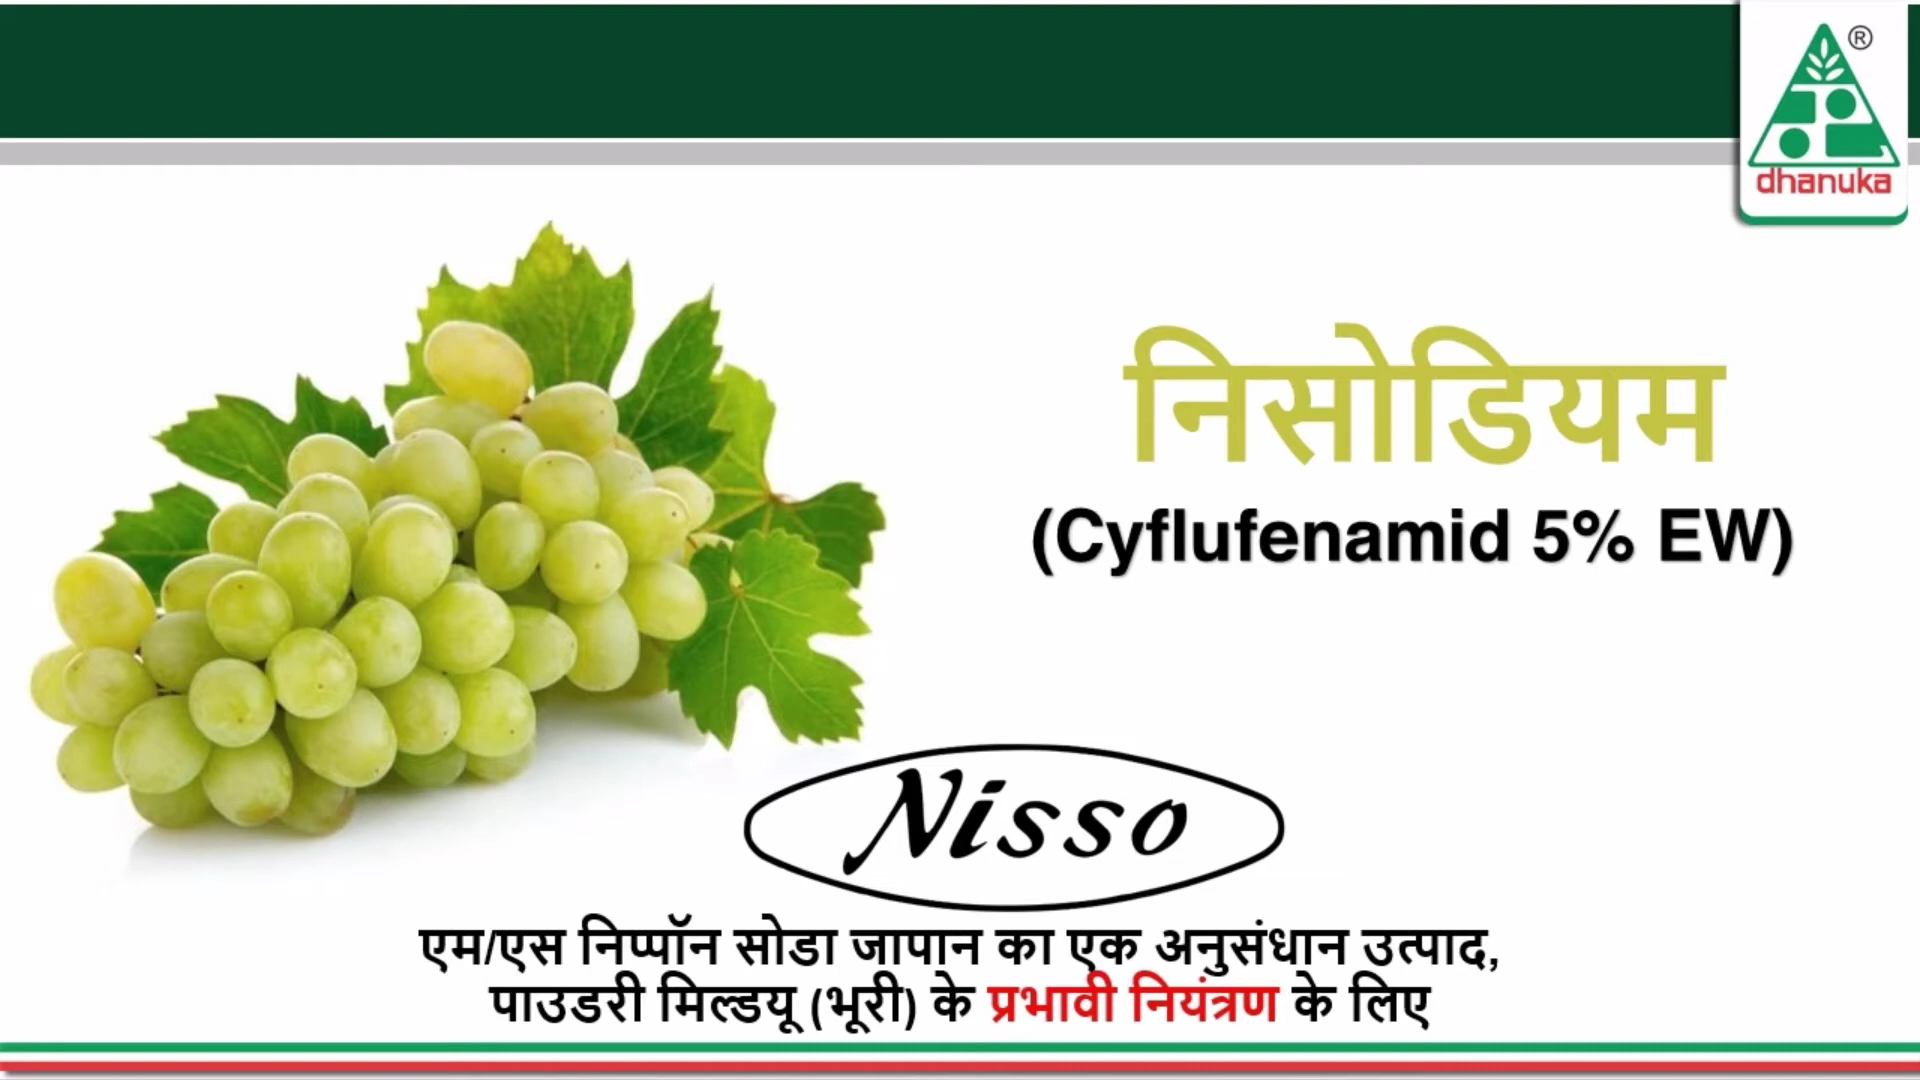 ®
dhanuka
निसोडियम
(Cyflufenamid 5% EW)
Nisso
एम/एस निप्पॉन सोडा जापान का एक अनुसंधान उत्पाद,
पाउडरी मिल्डयू (भूरी) के प्रभावी नियंत्रण के लिए